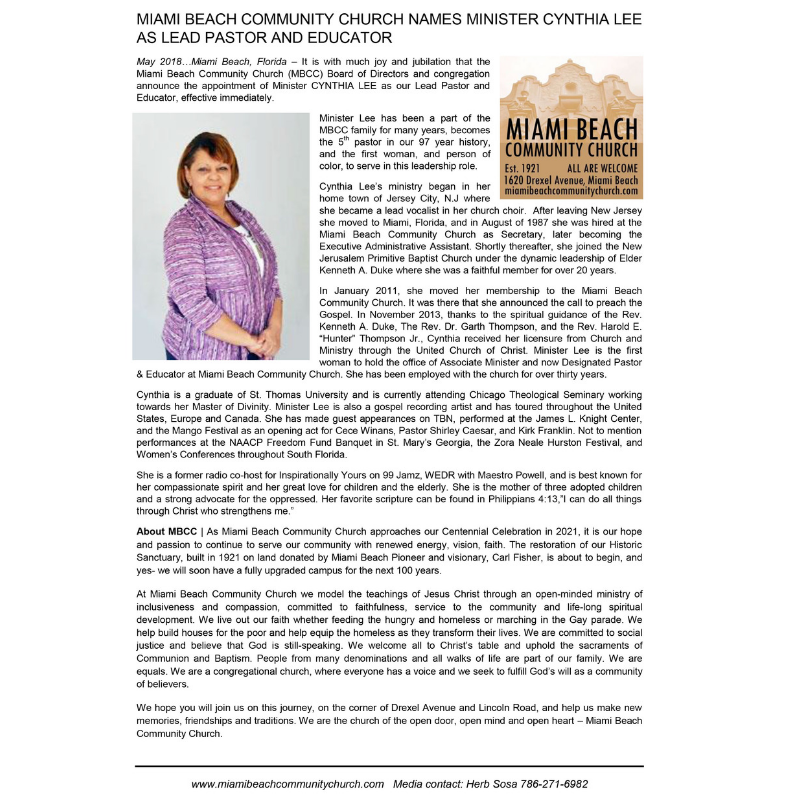 MIAMI BEACH COMMUNITY CHURCH NAMES MINISTER CYNTHIA LEE
AS LEAD PASTOR AND EDUCATOR
May 2018…Miami Beach, Florida – It is with much joy and jubilation that the
Miami Beach Community Church (MBCC) Board of Directors and congregation
announce the appointment of Minister CYNTHIA LEE as our Lead Pastor and
Educator, effective immediately.
MIAMI BEACH
COMMUNITY CHURCH
Est. 1921 ALL ARE WELCOME
1620 Drexel Avenue, Miami Beach
miamibeachcommunitychurch.com
Minister Lee has been a part of the
MBCC family for many years, becomes
the 5th pastor in our 97 year history,
and the first woman, and person of
color, to serve in this leadership role.
Cynthia Lee's ministry began in her
home town of Jersey City, N.J where
she became a lead vocalist in her church choir. After leaving New Jersey
she moved to Miami, Florida, and in August of 1987 she was hired at the
Miami Beach Community Church as Secretary, later becoming the
Executive Administrative Assistant. Shortly thereafter, she joined the New
Jerusalem Primitive Baptist Church under the dynamic leadership of Elder
Kenneth A. Duke where she was a faithful member for over 20 years.
In January 2011, she moved her membership to the Miami Beach
Community Church. It was there that she announced the call to preach the
Gospel. In November 2013, thanks to the spiritual guidance of the Rev.
Kenneth A. Duke, The Rev. Dr. Garth Thompson, and the Rev. Harold E.
"Hunter" Thompson Jr., Cynthia received her licensure from Church and
Ministry through the United Church of Christ. Minister Lee is the first
woman to hold the office of Associate Minister and now Designated Pastor
& Educator at Miami Beach Community Church. She has been employed with the church for over thirty years.
Cynthia is a graduate of St. Thomas University and is currently attending Chicago Theological Seminary working
towards her Master of Divinity. Minister Lee is also a gospel recording artist and has toured throughout the United
States, Europe and Canada. She has made guest appearances on TBN, performed at the James L. Knight Center,
and the Mango Festival as an opening act for Cece Winans, Pastor Shirley Caesar, and Kirk Franklin. Not to mention
performances at the NAACP Freedom Fund Banquet in St. Mary's Georgia, the Zora Neale Hurston Festival, and
Women's Conferences throughout South Florida.
She is a former radio co-host for Inspirationally Yours on 99 Jamz, WEDR with Maestro Powell, and is best known for
her compassionate spirit and her great love for children and the elderly. She is the mother of three adopted children
and a strong advocate for the oppressed. Her favorite scripture can be found in Philippians 4:13,"I can do all things
through Christ who strengthens me."
About MBCC | As Miami Beach Community Church approaches our Centennial Celebration in 2021, it is our hope
and passion to continue to serve our community with renewed energy, vision, faith. The restoration of our Historic
Sanctuary, built in 1921 on land donated by Miami Beach Pioneer and visionary, Carl Fisher, is about to begin, and
yes- we will soon have a fully upgraded campus for the next 100 years.
At Miami Beach Community Church we model the teachings of Jesus Christ through an open-minded ministry of
inclusiveness and compassion, committed to faithfulness, service to the community and life-long spiritual
development. We live out our faith whether feeding the hungry and homeless or marching in the Gay parade. We
help build houses for the poor and help equip the homeless as they transform their lives. We are committed to social
justice and believe that God is still-speaking. We welcome all to Christ's table and uphold the sacraments of
Communion and Baptism. People from many denominations and all walks of life are part of our family. We are
equals. We are a congregational church, where everyone has a voice and we seek to fulfill God's will as a community
of believers.
We hope you will join us on this journey, on the corner of Drexel Avenue and Lincoln Road, and help us make new
memories, friendships and traditions. We are the church of the open door, open mind and open heart – Miami Beach
Community Church.
www.miamibeachcommunitychurch.com Media contact: Herb Sosa 786-271-6982